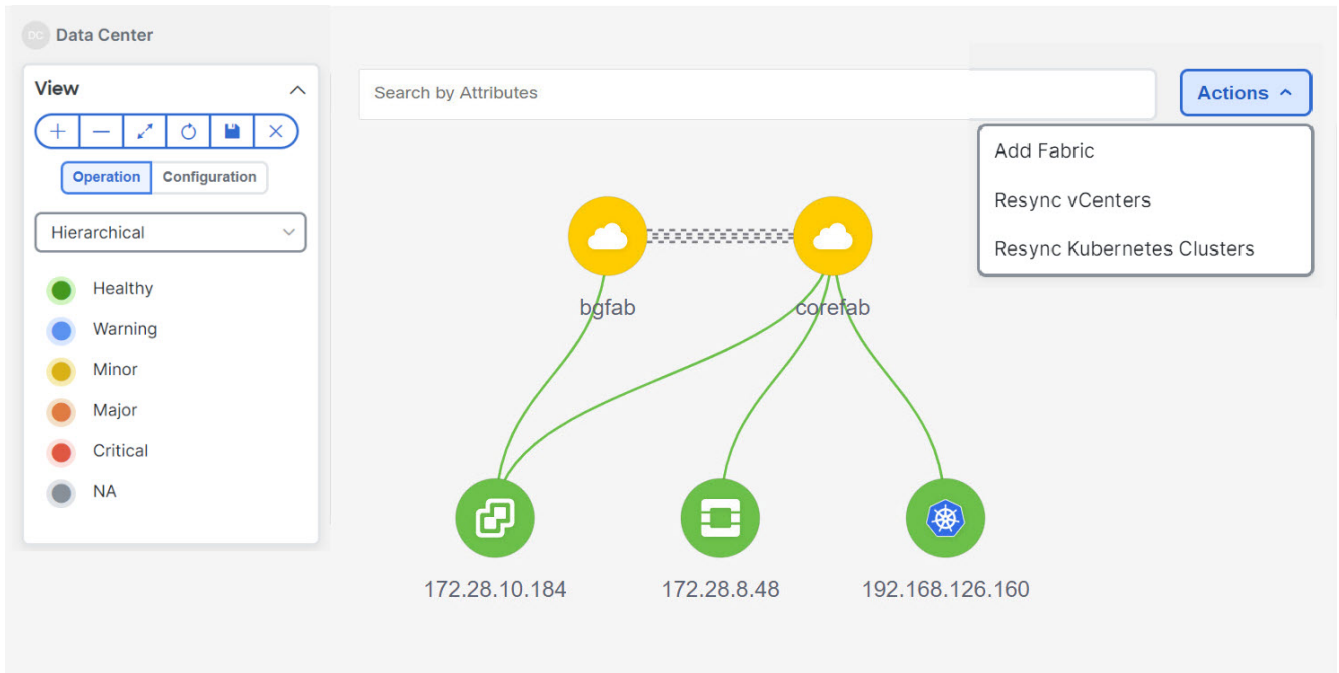 DC Data Center
View
Search by Attributes
Actions
Operation Configuration
Hierarchical
Healthy
Warning
Minor
Major
Critical
NA
Add Fabric
Resync vCenters
Resync Kubernetes Clusters
bgfab
corefab
172.28.10.184
172.28.8.48
192.168.126.160